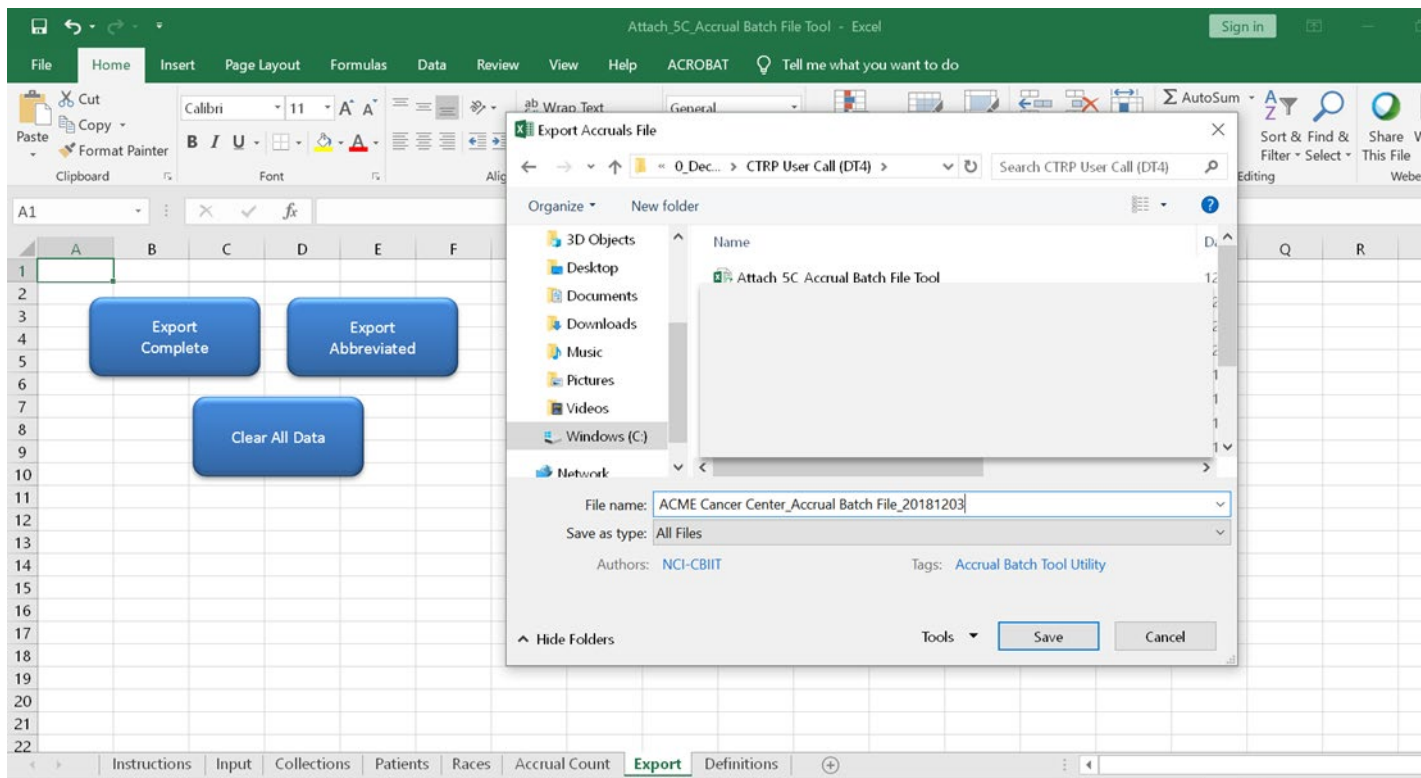 Attach_5C_Accrual Batch File Tool - Excel
Sign in
File Home Insert Page Layout Formulas Data Review View Help ACROBAT Tell me what you want to do
Cut
Copy
Paste
Format Painter
Clipboard
Calibri 11
B I U
Font
Wrap Text
General
AutoSum
Sort & Find &
Filter Select
Editing
Share
This File
A1
fx
A B C D E F Q R
1
2
3
4
5
6
7
8
9
10
11
12
13
14
15
16
17
18
19
20
21
22
Export
Complete
Export
Abbreviated
Clear All Data
Export Accruals File
« 0_Dec... > CTRP User Call (DT4) >
Search CTRP User Call (DT4)
Organize
New folder
3D Objects
Desktop
Documents
Downloads
Music
Pictures
Videos
Windows (C:)
Network
Name
Attach 5C Accrual Batch File Tool
File name: ACME Cancer Center_Accrual Batch File_20181203
Save as type: All Files
Authors: NCI-CBIIT
Tags: Accrual Batch Tool Utility
Hide Folders
Tools
Save
Cancel
Instructions Input Collections Patients Races Accrual Count Export Definitions